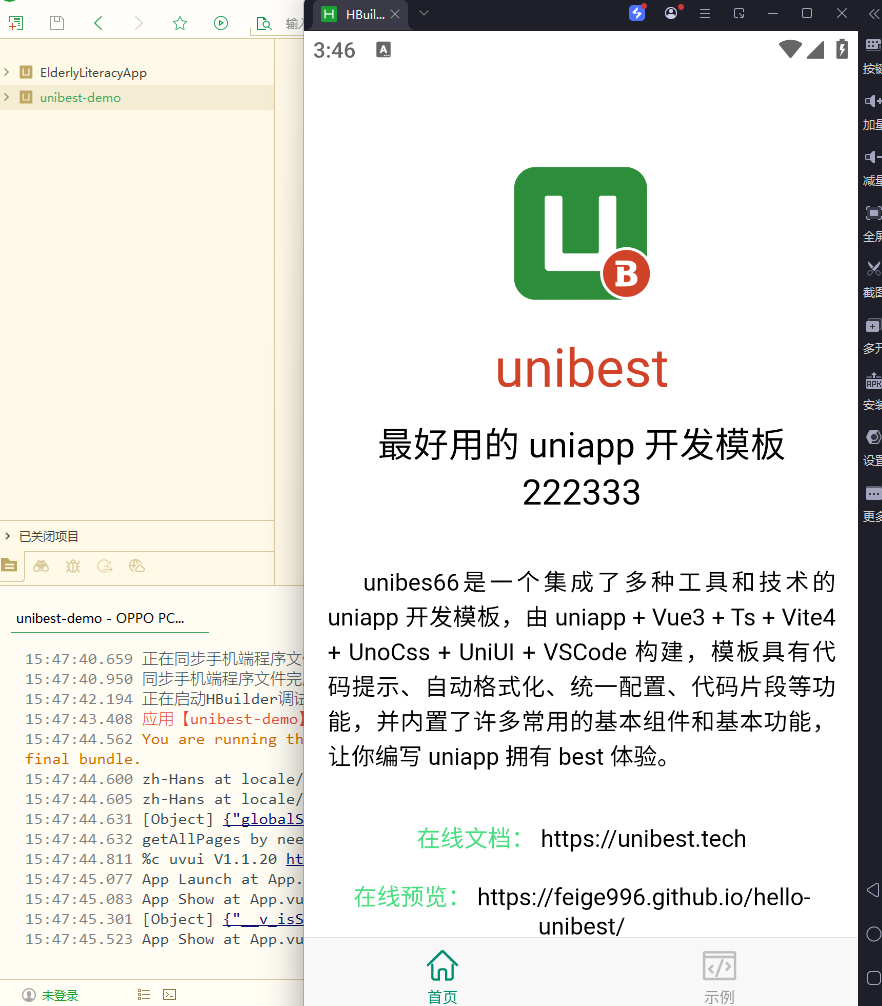 HBuil...
输入
ElderlyLiteracyApp
unibest-demo
已关闭项目
unibest-demo - OPPO PC...
15:47:40.659 正在同步手机端程序文
15:47:40.950 同步手机端程序文件完
15:47:42.194 正在启动HBuilder调试
15:47:43.408 应用【unibest-demo】
15:47:44.562 You are running th
final bundle.
15:47:44.600 zh-Hans at locale/
15:47:44.605 zh-Hans at locale/
15:47:44.631 [Object] {"globalS
15:47:44.632 getAllPages by nee
15:47:44.811 %c uvui V1.1.20 ht
15:47:45.077 App Launch at App.
15:47:45.083 App Show at App.vu
15:47:45.301 [Object] {"__v_isS
15:47:45.523 App Show at App.vu
未登录
3:46
A
B
unibest
最好用的 uniapp 开发模板
222333
unibes66是一个集成了多种工具和技术的
uniapp 开发模板，由 uniapp + Vue3 + Ts + Vite4
+ UnoCss + UniUI + VSCode 构建，模板具有代
码提示、自动格式化、统一配置、代码片段等功
能，并内置了许多常用的基本组件和基本功能，
让你编写 uniapp 拥有 best 体验。
在线文档： https://unibest.tech
在线预览： https://feige996.github.io/hello-
unibest/
首页
示例
按键
加量
减量
全屏
截图
多开
APK
安装
设置
更多